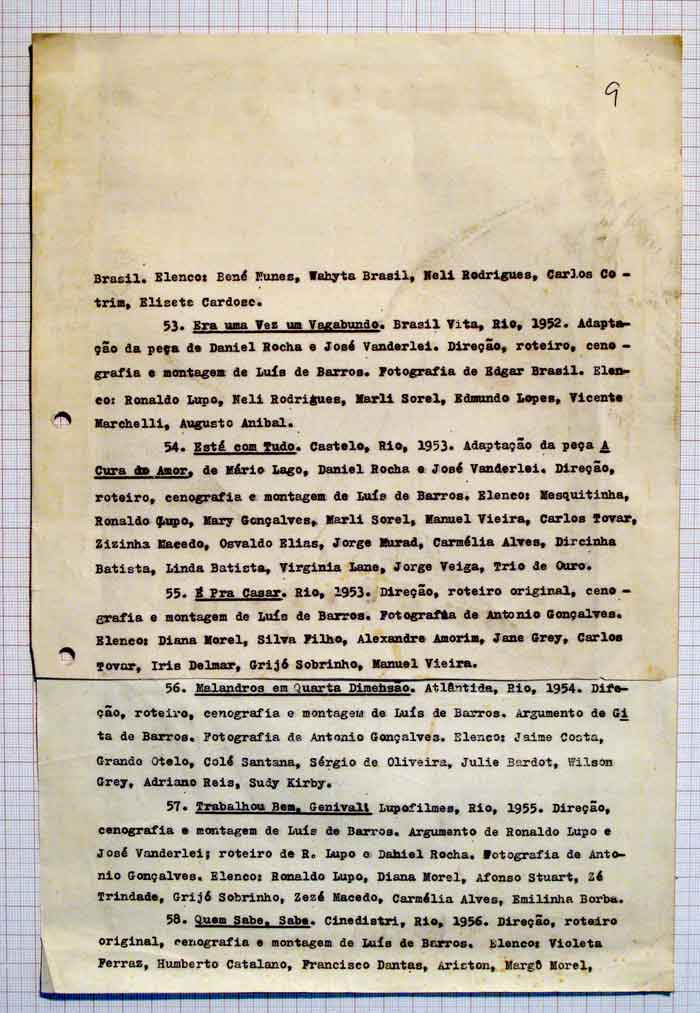 9
Brasil. Elenco: Bené Nunes, Wahyta Brasil, Neli Rodrigues, Carlos Co -
trim, Elisete Cardoso.
53. Era uma Vez um Vagabundo. Brasil Vita, Rio, 1952. Adapta-
ção da peça de Daniel Rocha e José Vanderlei. Direção, roteiro, ceno -
grafia e montagem de Luís de Barros. Fotografia de Edgar Brasil. Elen-
co: Ronaldo Lupo, Neli Rodrigues, Marli Sorel, Edmundo Lopes, Vicente
Marchelli, Augusto Anibal.
54. Está com Tudo. Castelo, Rio, 1953. Adaptação da peça A
Cura do Amor, de Mário Lago, Daniel Rocha e José Vanderlei. Direção,
roteiro, cenografia e montagem de Luís de Barros. Elenco: Mesquitinha,
Ronaldo Lupo, Mary Gonçalves, Marli Sorel, Manuel Vieira, Carlos Tovar,
Zizinha Macedo, Osvaldo Elias, Jorge Murad, Carmélia Alves, Dircinha
Batista, Linda Batista, Virginia Lane, Jorge Veiga, Trio de Ouro.
55. É Pra Casar. Rio, 1953. Direção, roteiro original, ceno -
grafia e montagem de Luís de Barros. Fotografia de Antonio Gonçalves.
Elenco: Diana Morel, Silva Filho, Alexandre Amorim, Jane Grey, Carlos
Tovar, Iris Delmar, Grijó Sobrinho, Manuel Vieira.
56. Malandros em Quarta Dimensão. Atlântida, Rio, 1954. Dire-
ção, roteiro, cenografia e montagem de Luís de Barros. Argumento de Gi
ta de Barros. Fotografia de Antonio Gonçalves. Elenco: Jaime Costa,
Grande Otelo, Colé Santana, Sérgio de Oliveira, Julie Bardot, Wilson
Grey, Adriano Reis, Sudy Kirby.
57. Trabalhou Bem, Genival! Lupofilmes, Rio, 1955. Direção,
cenografia e montagem de Luís de Barros. Argumento de Ronaldo Lupo e
José Vanderlei; roteiro de R. Lupo e Daniel Rocha. Fotografia de Anto-
nio Gonçalves. Elenco: Ronaldo Lupo, Diana Morel, Afonso Stuart, Zé
Trindade, Grijó Sobrinho, Zezé Macedo, Carmélia Alves, Emilinha Borba.
58. Quem Sabe, Sabe. Cinedistri, Rio, 1956. Direção, roteiro
original, cenografia e montagem de Luís de Barros. Elenco: Violeta
Ferraz, Humberto Catalano, Francisco Dantas, Ariston, Margô Morel,